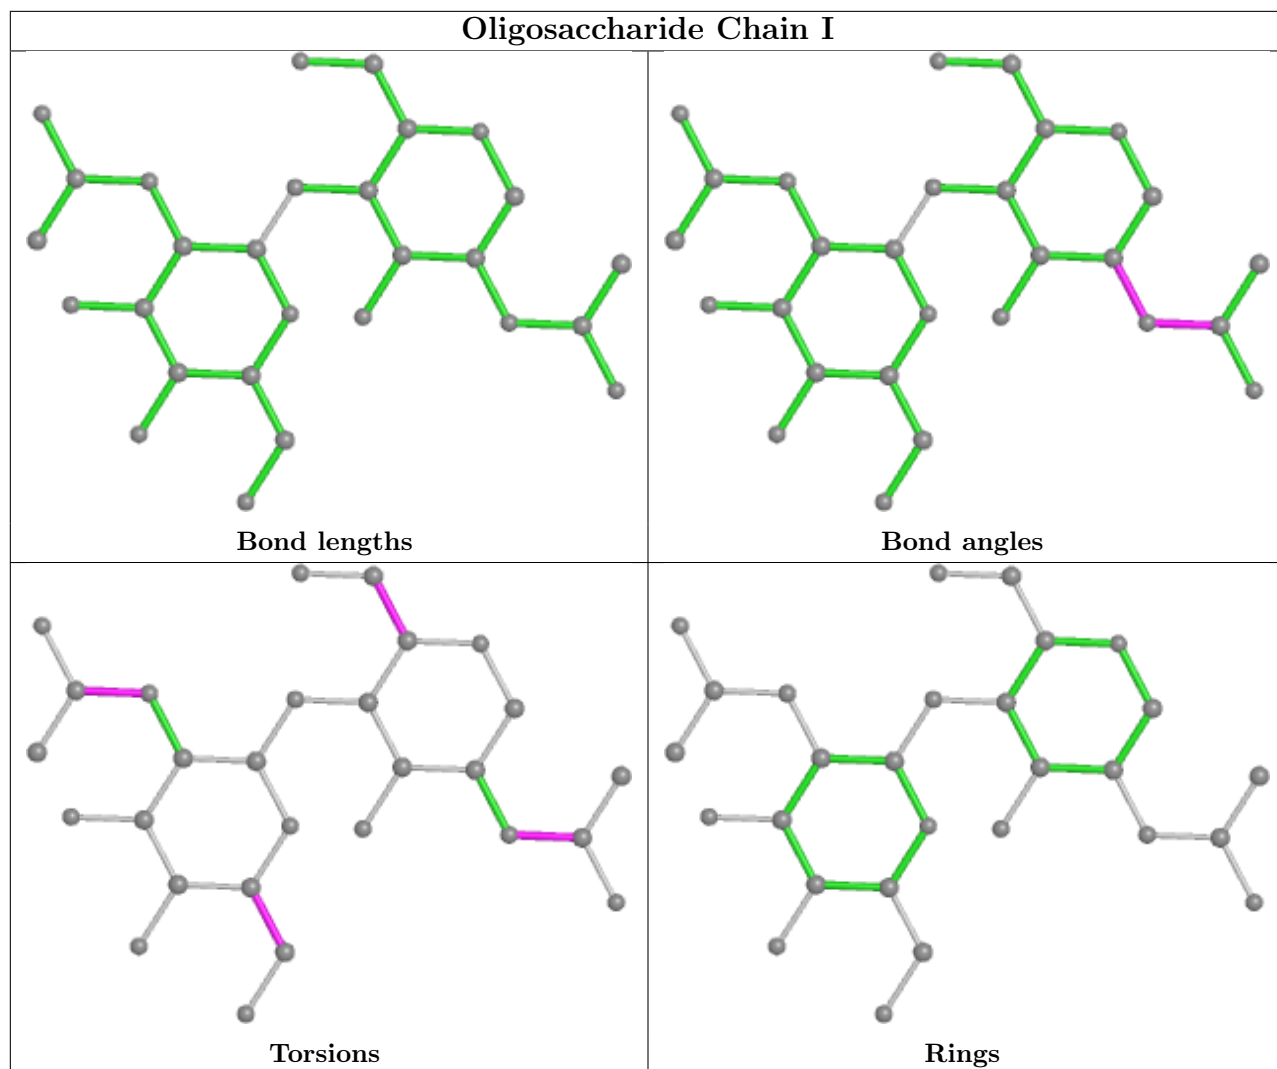 Oligosaccharide Chain I
Bond lengths
Bond angles
Torsions
Rings